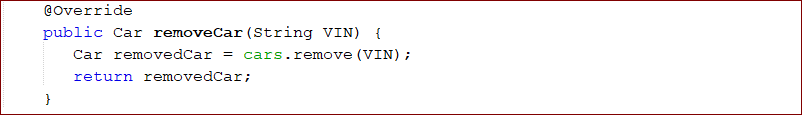 @Override
public Car removeCar(String VIN) {
Car removedCar = cars.remove(VIN);
return removedCar;
}